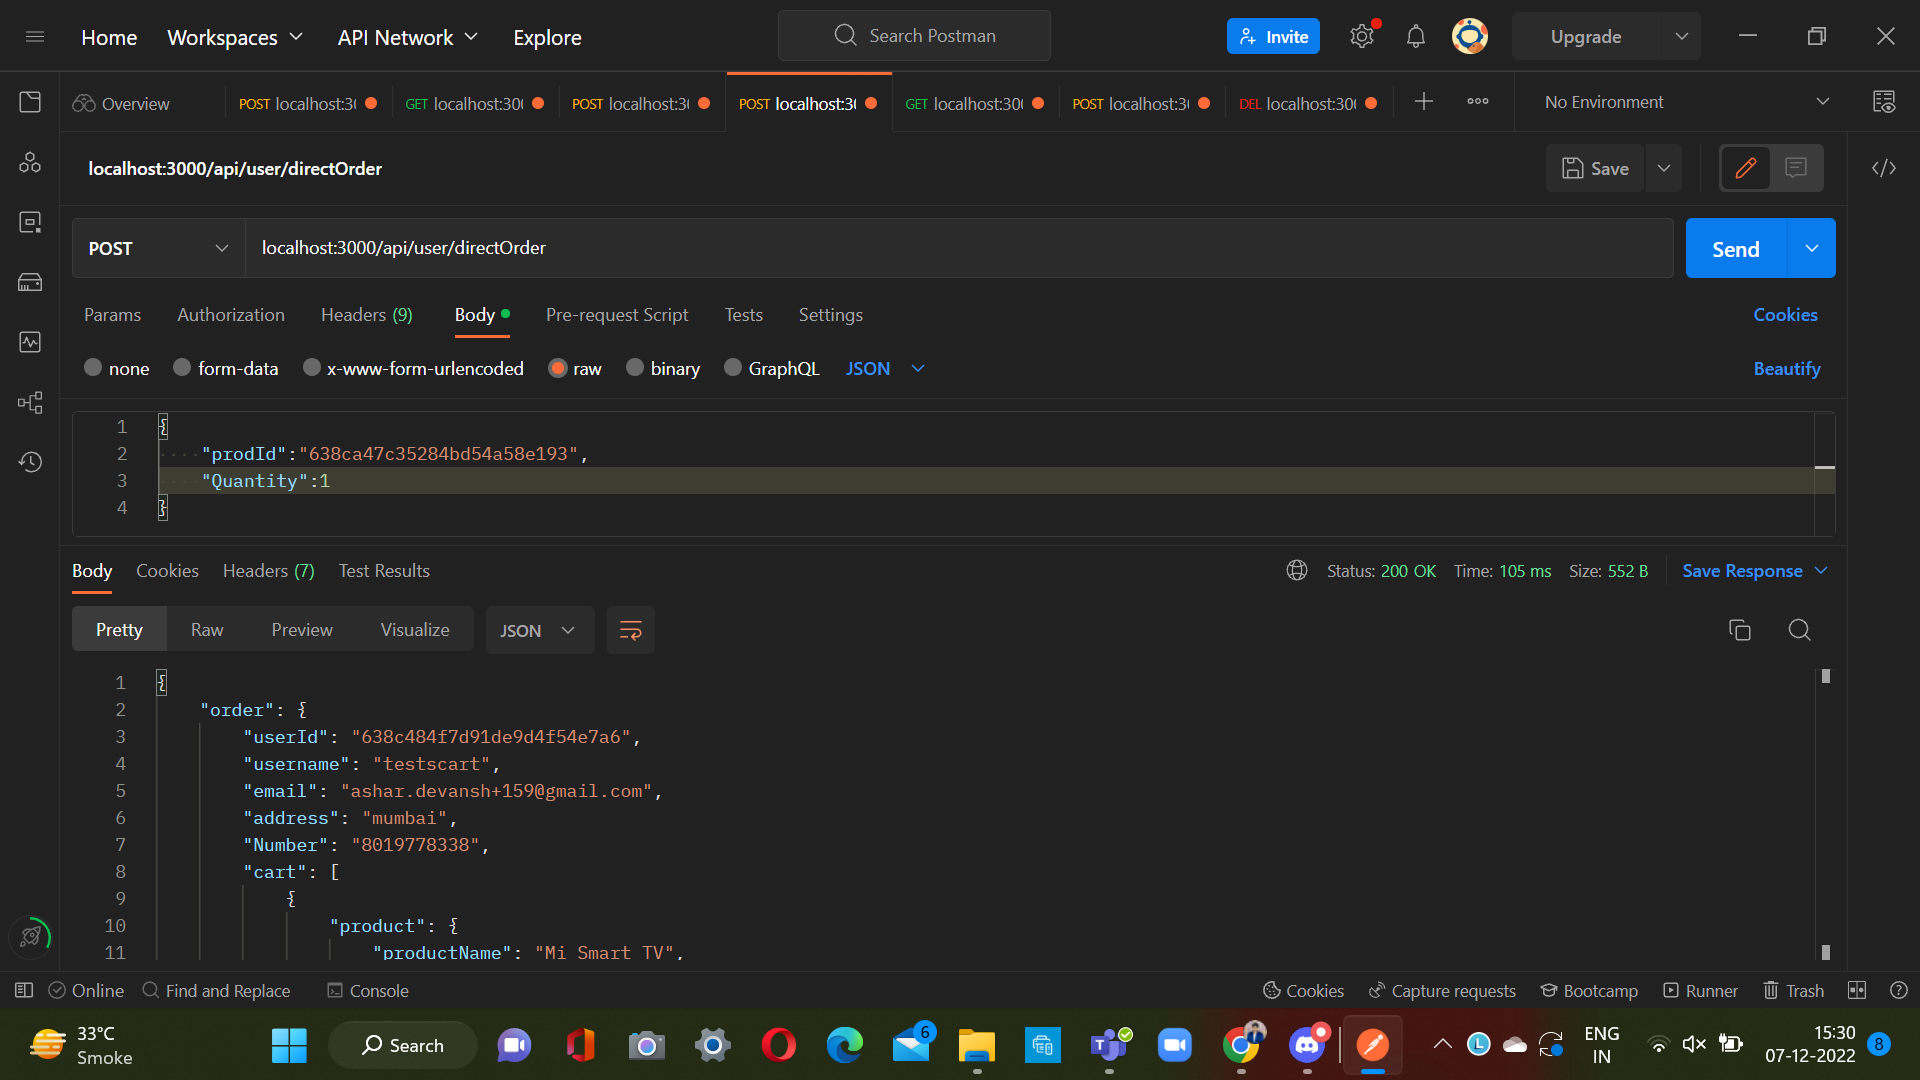 Home Workspaces API Network Explore Search Postman Invite Upgrade
Overview POST localhost:3 GET localhost:300 POST localhost:3 POST localhost:3 GET localhost:300 POST localhost:3 DEL localhost:300 No Environment
localhost:3000/api/user/directOrder Save
POST localhost:3000/api/user/directOrder Send
Params Authorization Headers (9) Body Pre-request Script Tests Settings Cookies
none form-data x-www-form-urlencoded raw binary GraphQL JSON Beautify
1 {
2 "prodId":"638ca47c35284bd54a58e193",
3 "Quantity":1
4 }
Body Cookies Headers (7) Test Results Status: 200 OK Time: 105 ms Size: 552 B Save Response
Pretty Raw Preview Visualize JSON
1 {
2 "order": {
3 "userId": "638c484f7d91de9d4f54e7a6",
4 "username": "testscart",
5 "email": "ashar.devansh+159@gmail.com",
6 "address": "mumbai",
7 "Number": "8019778338",
8 "cart": [
9 {
10 "product": {
11 "productName": "Mi Smart TV",
Online Find and Replace Console Cookies Capture requests Bootcamp Runner Trash
33°C
Smoke
Search
6
L
ENG
IN
15:30
07-12-2022
8